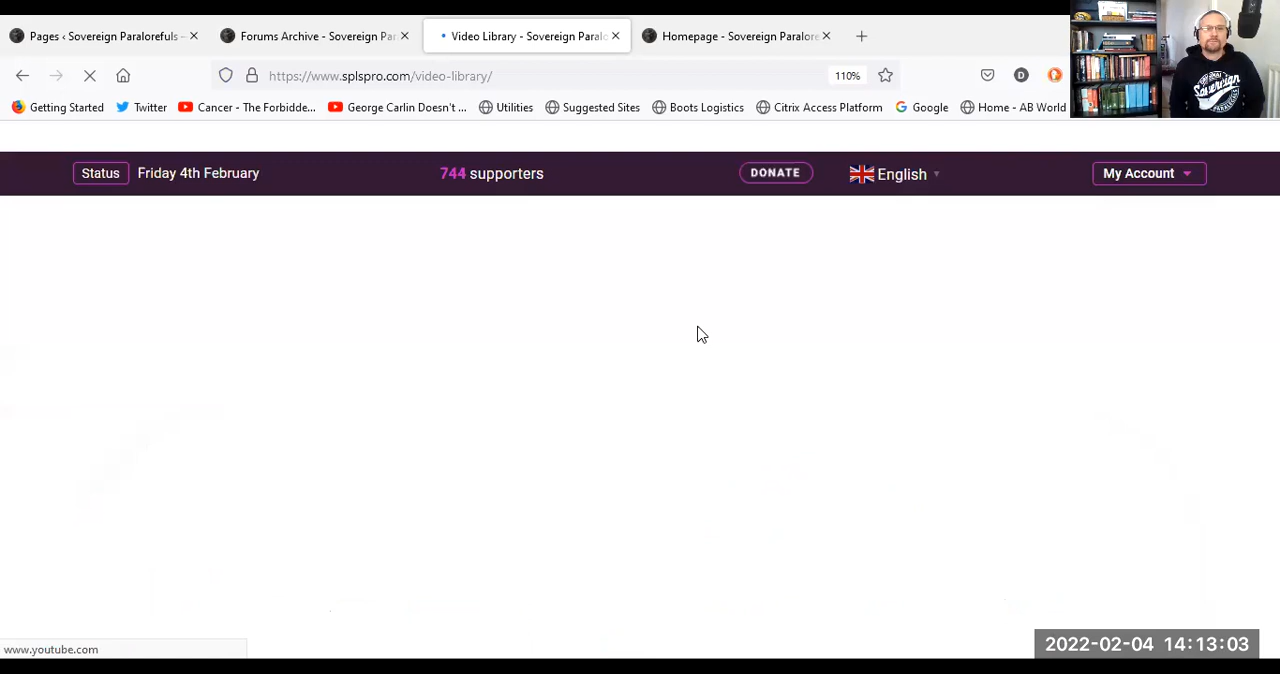 Pages ‹ Sovereign Paralorefuls –
Forums Archive - Sovereign Par
Video Library - Sovereign Paralo
Homepage - Sovereign Paralore
https://www.splspro.com/video-library/
110%
D
Getting Started
Twitter
Cancer - The Forbidde...
George Carlin Doesn't ...
Utilities
Suggested Sites
Boots Logistics
Citrix Access Platform
Google
Home - AB World
Sovereign
Status
Friday 4th February
744 supporters
DONATE
English
My Account
www.youtube.com
2022-02-04 14:13:03